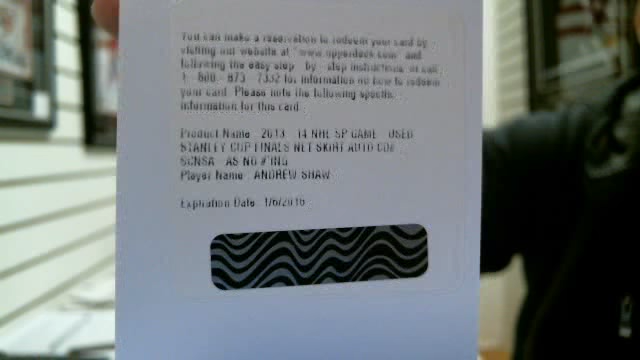 You can make a reservation to redeem your card by
visiting our website at "www.upperdeck.com" and
following the easy step - by - step instructions or call
1 - 800 - 873 - 7332 for information on how to redeem
your card. Please note the following specific
information for this card.
Product Name : 2013 - 14 NHL SP GAME - USED
STANLEY CUP FINALS NET SKIRT AUTO
AS NO #'ING
Player Name : ANDREW SHAW
Expiration Date : 1/6/2016